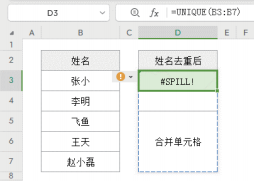 D3 fx =UNIQUE(B3:B7)
A B C D E F
1
2 姓名 姓名去重后
3 张小 #SPILL!
4 李明
5 飞鱼
6 王天 合并单元格
7 赵小磊
8